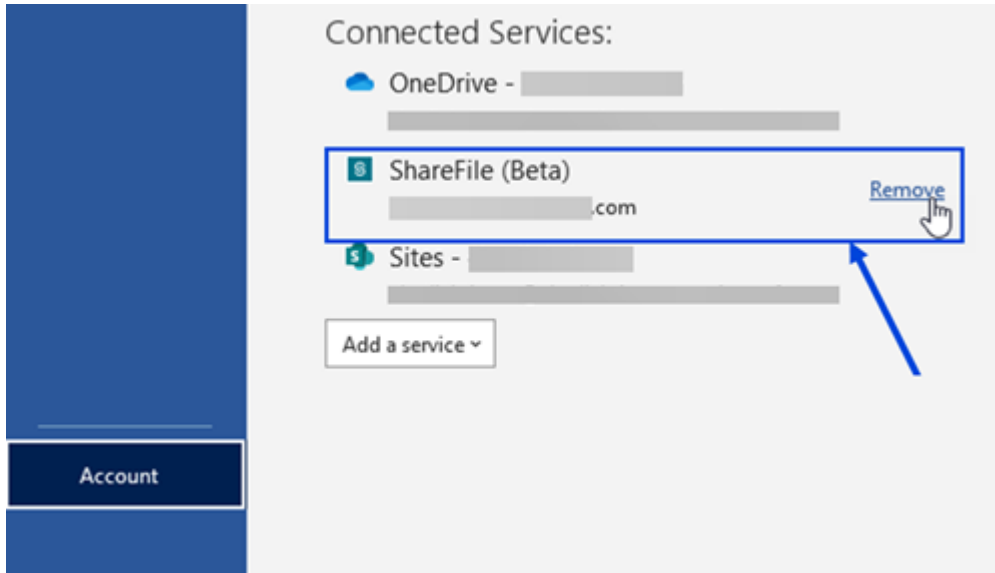 Connected Services:
OneDrive -
ShareFile (Beta)
.com
Remove
Sites -
Add a service
Account